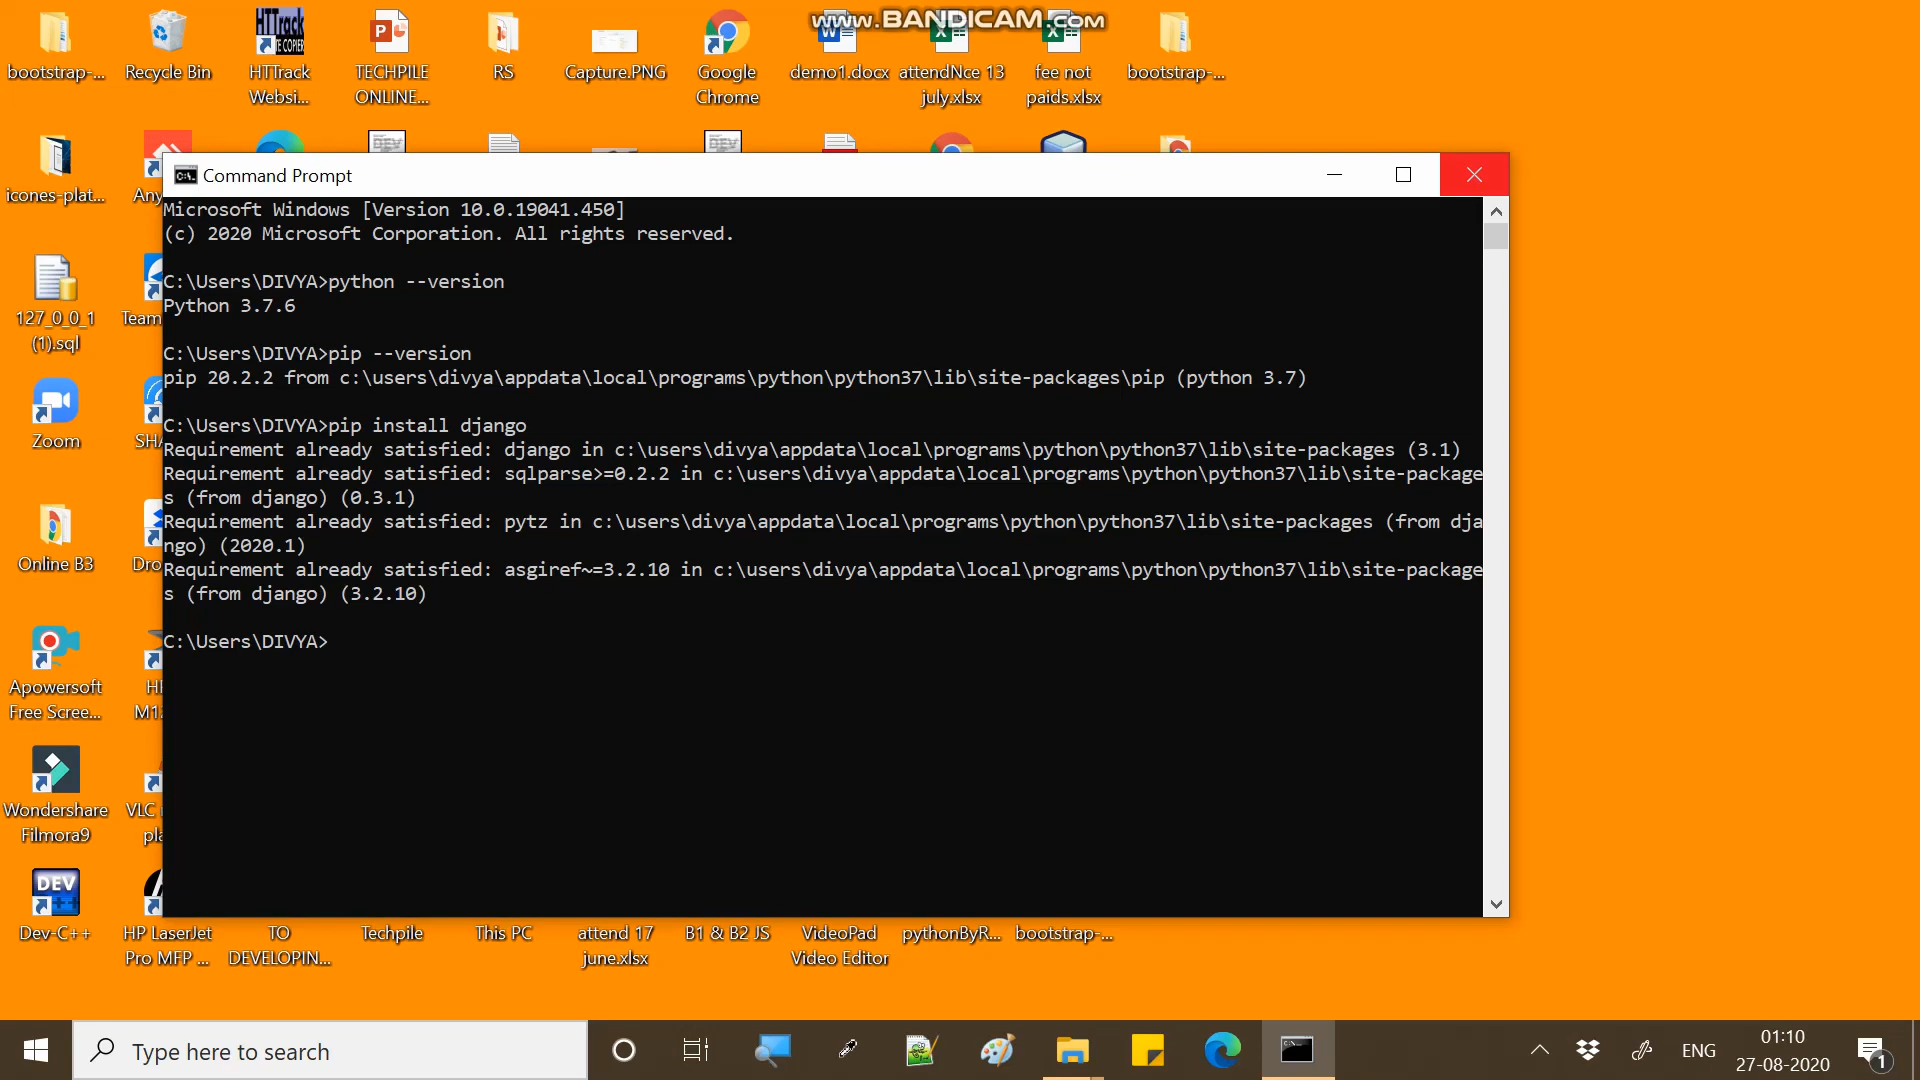 www.BANDICAM.com
bootstrap-...
Recycle Bin
HTTrack
Websi...
TECHPILE
ONLINE...
RS
Capture.PNG
Google
Chrome
demo1.docx
attendNce 13
july.xlsx
fee not
paids.xlsx
bootstrap-...
icones-plat...
Any
127_0_0_1
(1).sql
Team
Zoom
SHA
Online B3
Dro
Apowersoft
Free Scree...
HP
M1
Wondershare
Filmora9
VLC
pla
DEV
Dev-C++
HP LaserJet
Pro MFP ...
TO
DEVELOPIN...
Techpile
This PC
attend 17
june.xlsx
B1 & B2 JS
VideoPad
Video Editor
pythonByR...
bootstrap-...
Command Prompt
Microsoft Windows [Version 10.0.19041.450]
(c) 2020 Microsoft Corporation. All rights reserved.
C:\Users\DIVYA>python --version
Python 3.7.6
C:\Users\DIVYA>pip --version
pip 20.2.2 from c:\users\divya\appdata\local\programs\python\python37\lib\site-packages\pip (python 3.7)
C:\Users\DIVYA>pip install django
Requirement already satisfied: django in c:\users\divya\appdata\local\programs\python\python37\lib\site-packages (3.1)
Requirement already satisfied: sqlparse>=0.2.2 in c:\users\divya\appdata\local\programs\python\python37\lib\site-package
s (from django) (0.3.1)
Requirement already satisfied: pytz in c:\users\divya\appdata\local\programs\python\python37\lib\site-packages (from dja
ngo) (2020.1)
Requirement already satisfied: asgiref~=3.2.10 in c:\users\divya\appdata\local\programs\python\python37\lib\site-package
s (from django) (3.2.10)
C:\Users\DIVYA>
Type here to search
ENG
01:10
27-08-2020
1